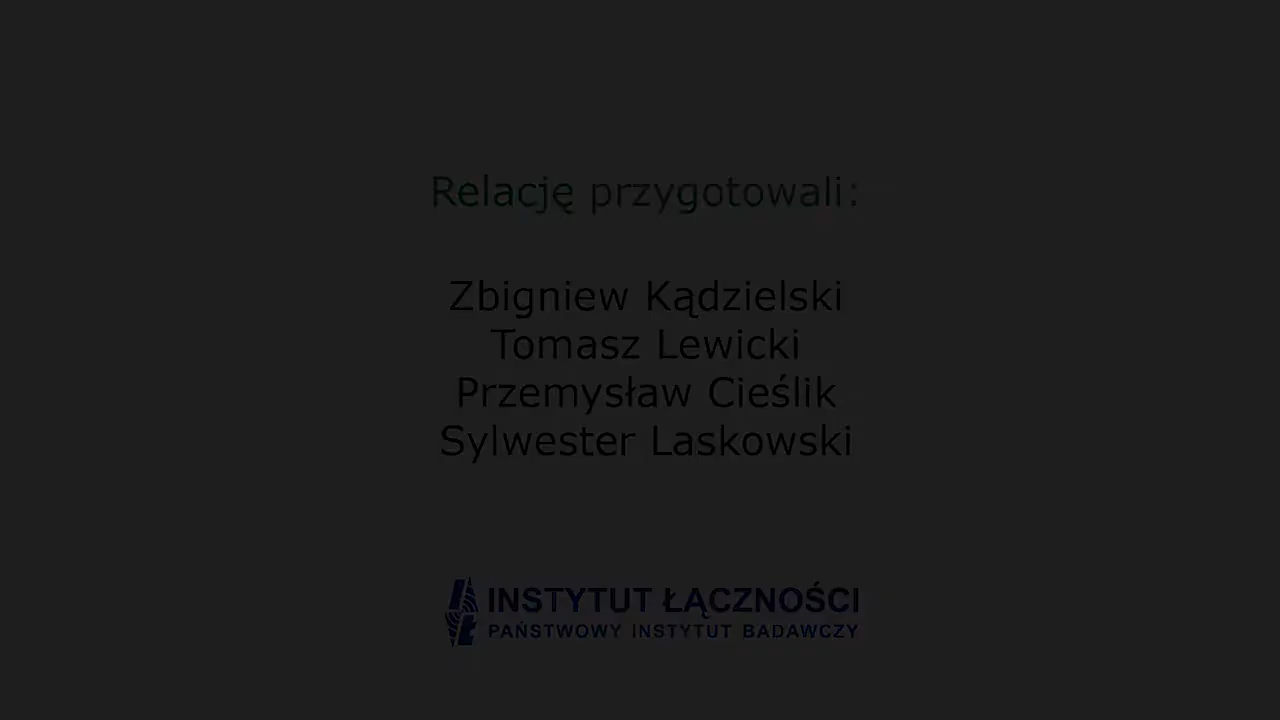 Relację przygotowali:
Zbigniew Kądzielski
Tomasz Lewicki
Przemysław Cieślik
Sylwester Laskowski
INSTYTUT ŁĄCZNOŚCI
PAŃSTWOWY INSTYTUT BADAWCZY